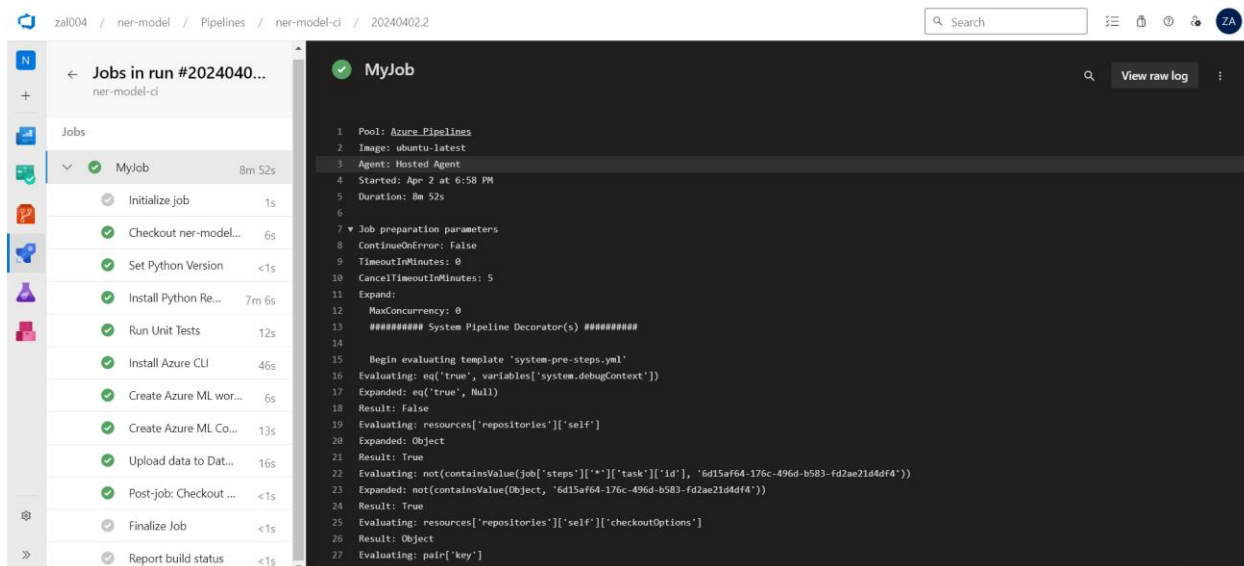 zal004 / ner-model / Pipelines / ner-model-ci / 20240402.2
Search
ZA
N
Jobs in run #2024040...
ner-model-ci
Jobs
MyJob 8m 52s
Initialize job 1s
Checkout ner-model... 6s
Set Python Version <1s
Install Python Re... 7m 6s
Run Unit Tests 12s
Install Azure CLI 46s
Create Azure ML wor... 6s
Create Azure ML Co... 13s
Upload data to Dat... 16s
Post-job: Checkout ... <1s
Finalize Job <1s
Report build status <1s
MyJob
View raw log
1 Pool: Azure Pipelines
2 Image: ubuntu-latest
3 Agent: Hosted Agent
4 Started: Apr 2 at 6:58 PM
5 Duration: 8m 52s
6
7 Job preparation parameters
8 ContinueOnError: False
9 TimeoutInMinutes: 0
10 CancelTimeoutInMinutes: 5
11 Expand:
12 MaxConcurrency: 0
13 ########## System Pipeline Decorator(s) ##########
14
15 Begin evaluating template 'system-pre-steps.yml'
16 Evaluating: eq('true', variables['system.debugContext'])
17 Expanded: eq('true', Null)
18 Result: False
19 Evaluating: resources['repositories']['self']
20 Expanded: Object
21 Result: True
22 Evaluating: not(containsValue(job['steps']['*']['task']['id'], '6d15af64-176c-496d-b583-fd2ae21d4df4'))
23 Expanded: not(containsValue(Object, '6d15af64-176c-496d-b583-fd2ae21d4df4'))
24 Result: True
25 Evaluating: resources['repositories']['self']['checkoutOptions']
26 Result: Object
27 Evaluating: pair['key']